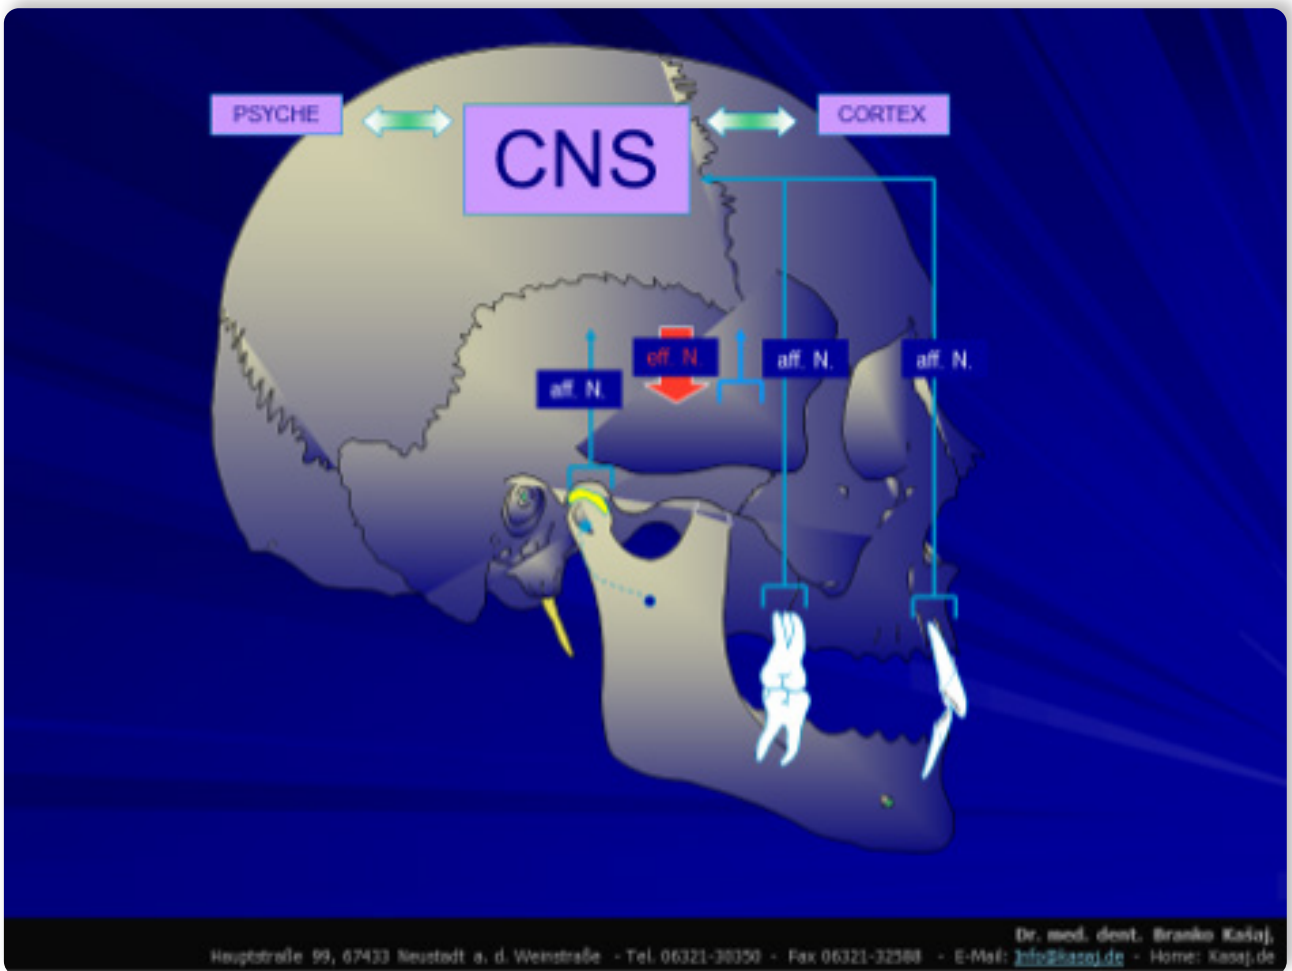 PSYCHE
CNS
CORTEX
eff. N.
aff. N.
aff. N.
aff. N.
Dr. med. dent. Branko Kašaj,
Hauptstraße 99, 67433 Neustadt a. d. Weinstraße - Tel. 06321-30350 - Fax 06321-32588 - E-Mail: Info@kasaj.de - Home: Kasaj.de